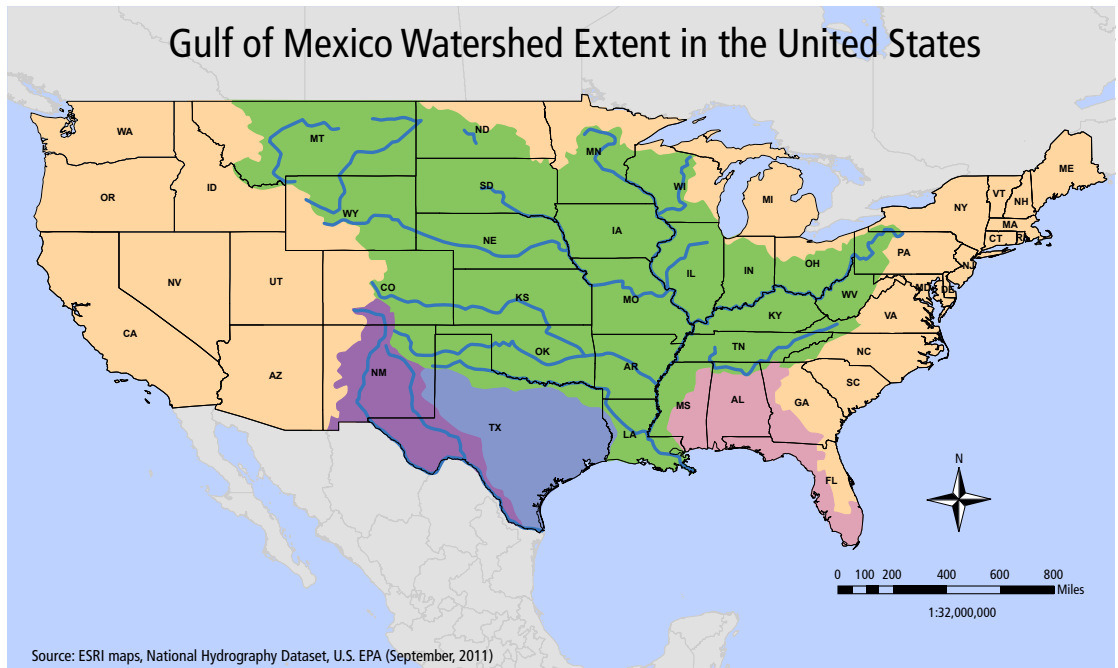 Gulf of Mexico Watershed Extent in the United States
WA
MT
ND
MN
ME
OR
ID
SD
WI
MI
VT
NH
NY
WY
MA
CT
RI
NE
IA
PA
NJ
NV
UT
CO
KS
MO
IL
IN
OH
WV
MD
DE
VA
KY
CA
AZ
NM
OK
AR
TN
NC
SC
TX
LA
MS
AL
GA
FL
N
0 100 200 400 600 800
Miles
1:32,000,000
Source: ESRI maps, National Hydrography Dataset, U.S. EPA (September, 2011)